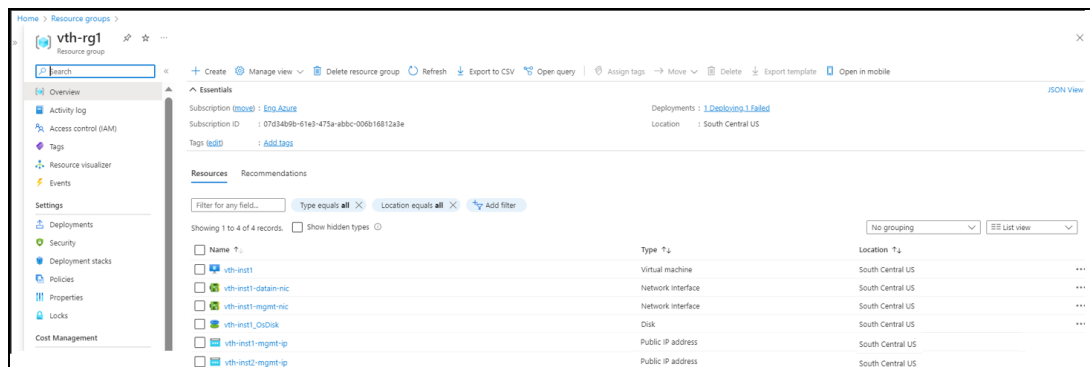 Home > Resource groups >
vth-rg1
Resource group
Search
Overview
Activity log
Access control (IAM)
Tags
Resource visualizer
Events
Settings
Deployments
Security
Deployment stacks
Policies
Properties
Locks
Cost Management
Create Manage view Delete resource group Refresh Export to CSV Open query Assign tags Move Delete Export template Open in mobile
Essentials JSON View
Subscription (move) : Eng Azure Deployments : 1 Deploying,1 Failed
Subscription ID : 07d34b9b-61e3-475a-abbc-006b16812a3e Location : South Central US
Tags (edit) : Add tags
Resources Recommendations
Filter for any field... Type equals all Location equals all Add filter
Showing 1 to 4 of 4 records. Show hidden types No grouping List view
Name Type Location
vth-inst1 Virtual machine South Central US
vth-inst1-datain-nic Network Interface South Central US
vth-inst1-mgmt-nic Network Interface South Central US
vth-inst1_OsDisk Disk South Central US
vth-inst1-mgmt-ip Public IP address South Central US
vth-inst2-mgmt-ip Public IP address South Central US